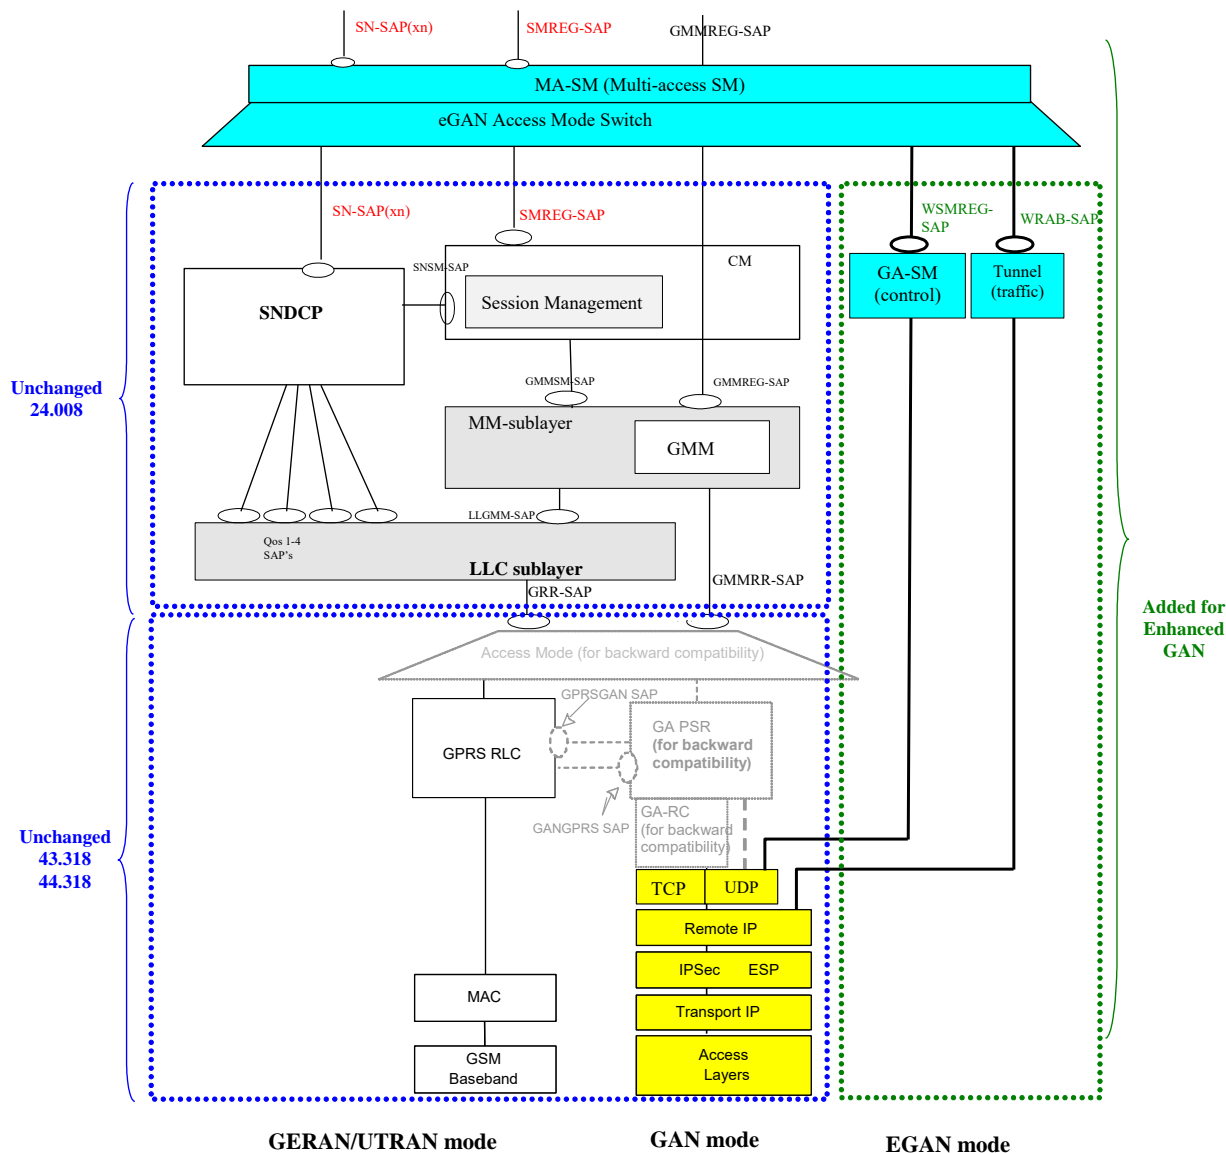 SN-SAP(xn)
SMREG-SAP
GMMREG-SAP
MA-SM (Multi-access SM)
eGAN Access Mode Switch
SN-SAP(xn)
SMREG-SAP
WSMREG-
SAP
WRAB-SAP
SNSM-SAP
CM
GA-SM
(control)
Tunnel
(traffic)
SNDCP
Session Management
Unchanged
24.008
GMMSM-SAP
GMMREG-SAP
MM-sublayer
GMM
LLGMM-SAP
Qos 1-4
SAP's
LLC sublayer
GRR-SAP
GMMRR-SAP
Added for
Enhanced
GAN
Access Mode (for backward compatibility)
GPRSGAN SAP
GPRS RLC
GA PSR
(for backward
compatibility)
GANGPRS SAP
GA-RC
(for backward
compatibility)
Unchanged
43.318
44.318
TCP
UDP
Remote IP
IPSec ESP
MAC
Transport IP
GSM
Baseband
Access
Layers
GERAN/UTRAN mode
GAN mode
EGAN mode